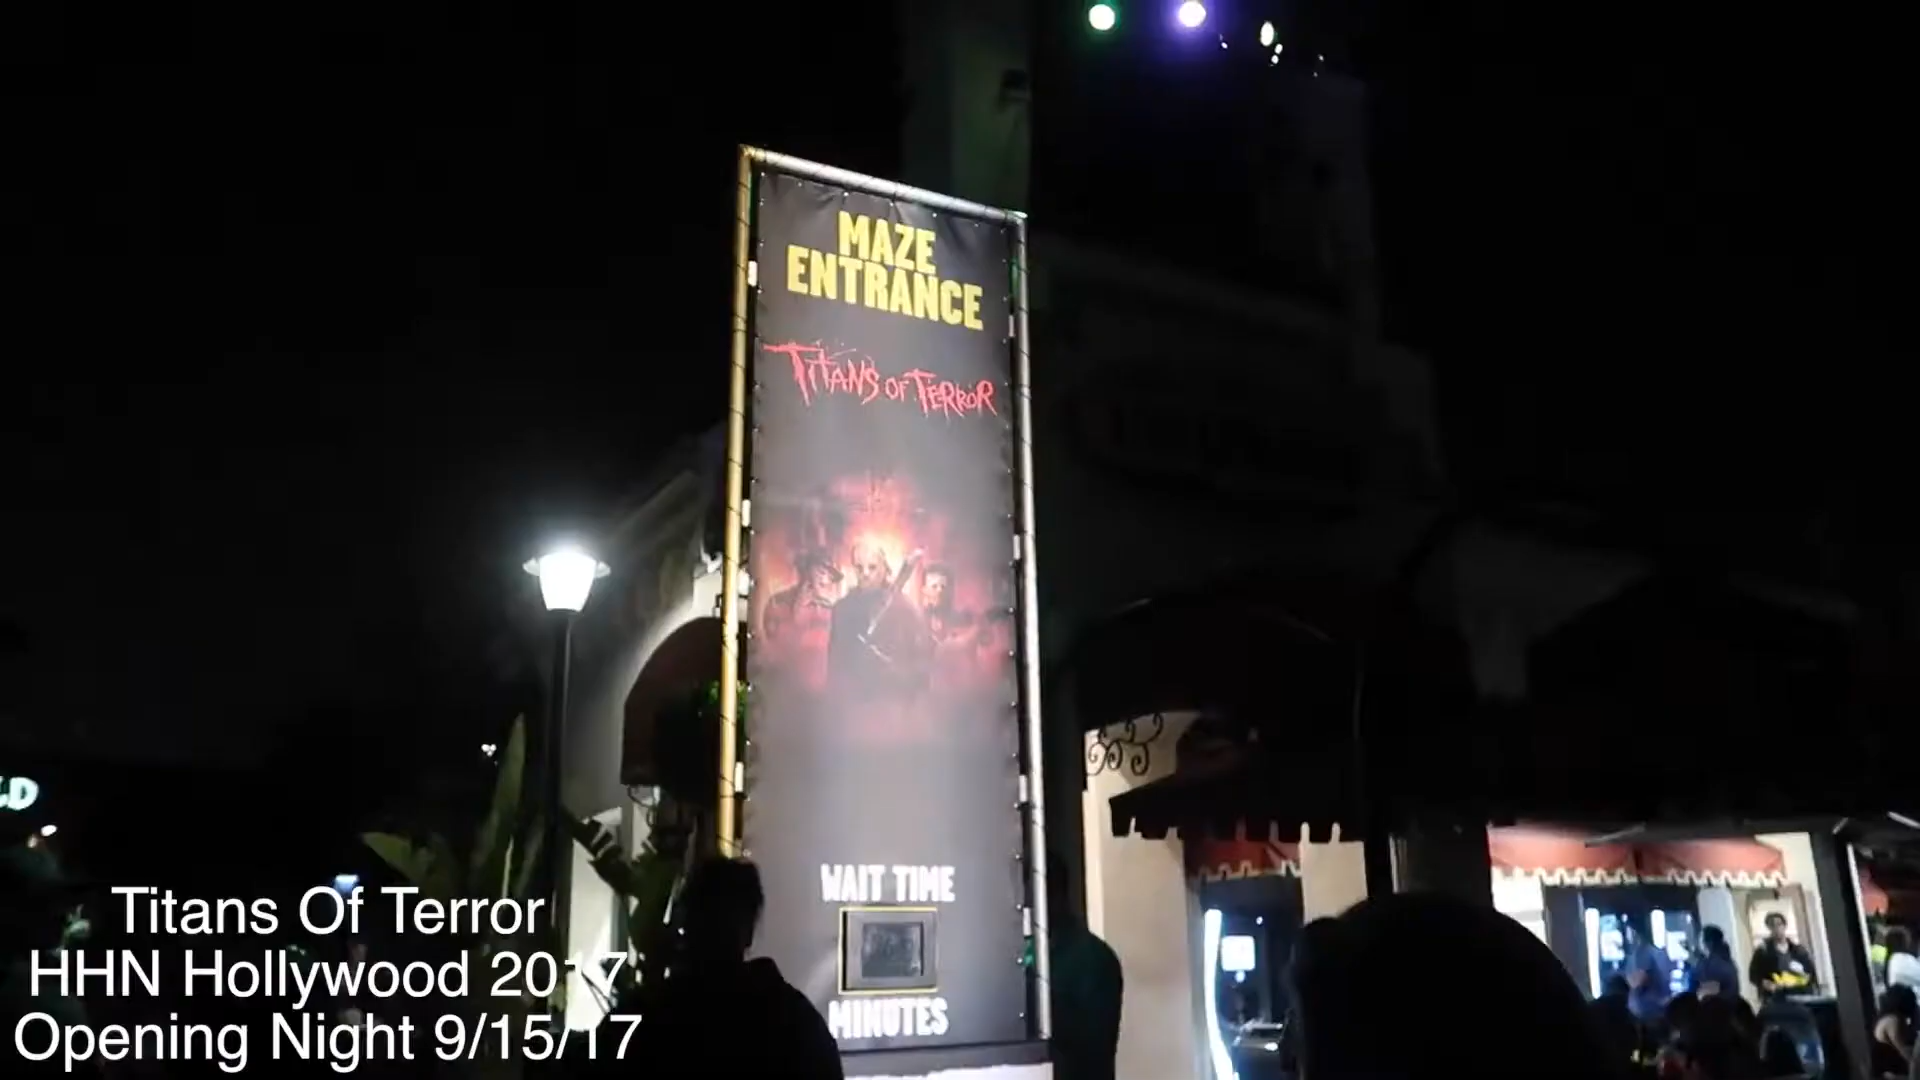 MAZE
ENTRANCE
TITANS OF TERROR
WAIT TIME
MINUTES
Titans Of Terror
HHN Hollywood 2017
Opening Night 9/15/17